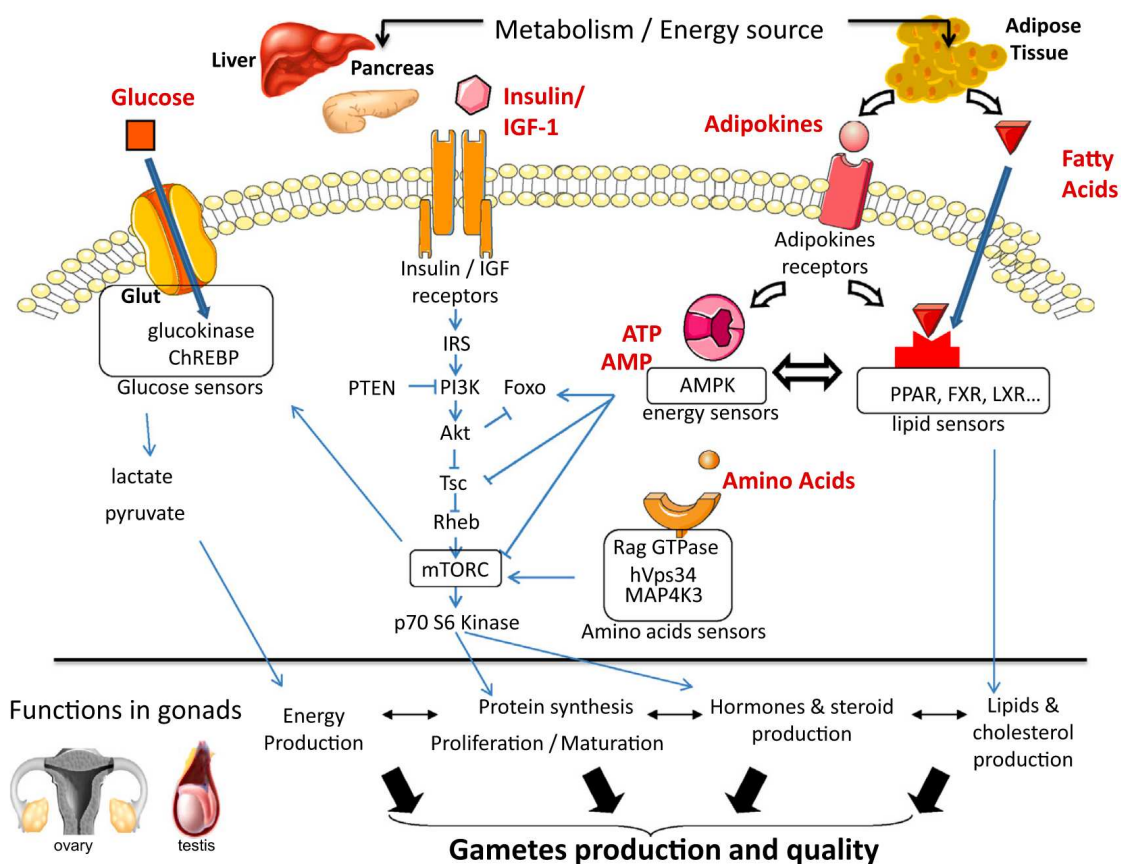 Metabolism / Energy source
Adipose
Tissue
Liver
Pancreas
Glucose
Insulin/
IGF-1
Adipokines
Fatty
Acids
Adipokines
receptors
Glut
Insulin / IGF
receptors
glucokinase
ChREBP
Glucose sensors
IRS
ATP
AMP
PTEN
PI3K
Foxo
AMPK
energy sensors
PPAR, FXR, LXR...
lipid sensors
Akt
lactate
pyruvate
Tsc
Amino Acids
Rheb
Rag GTPase
hVps34
MAP4K3
Amino acids sensors
mTORC
p70 S6 Kinase
Functions in gonads
Energy
Production
Protein synthesis
Proliferation / Maturation
Hormones & steroid
production
Lipids &
cholesterol
production
ovary
testis
Gametes production and quality